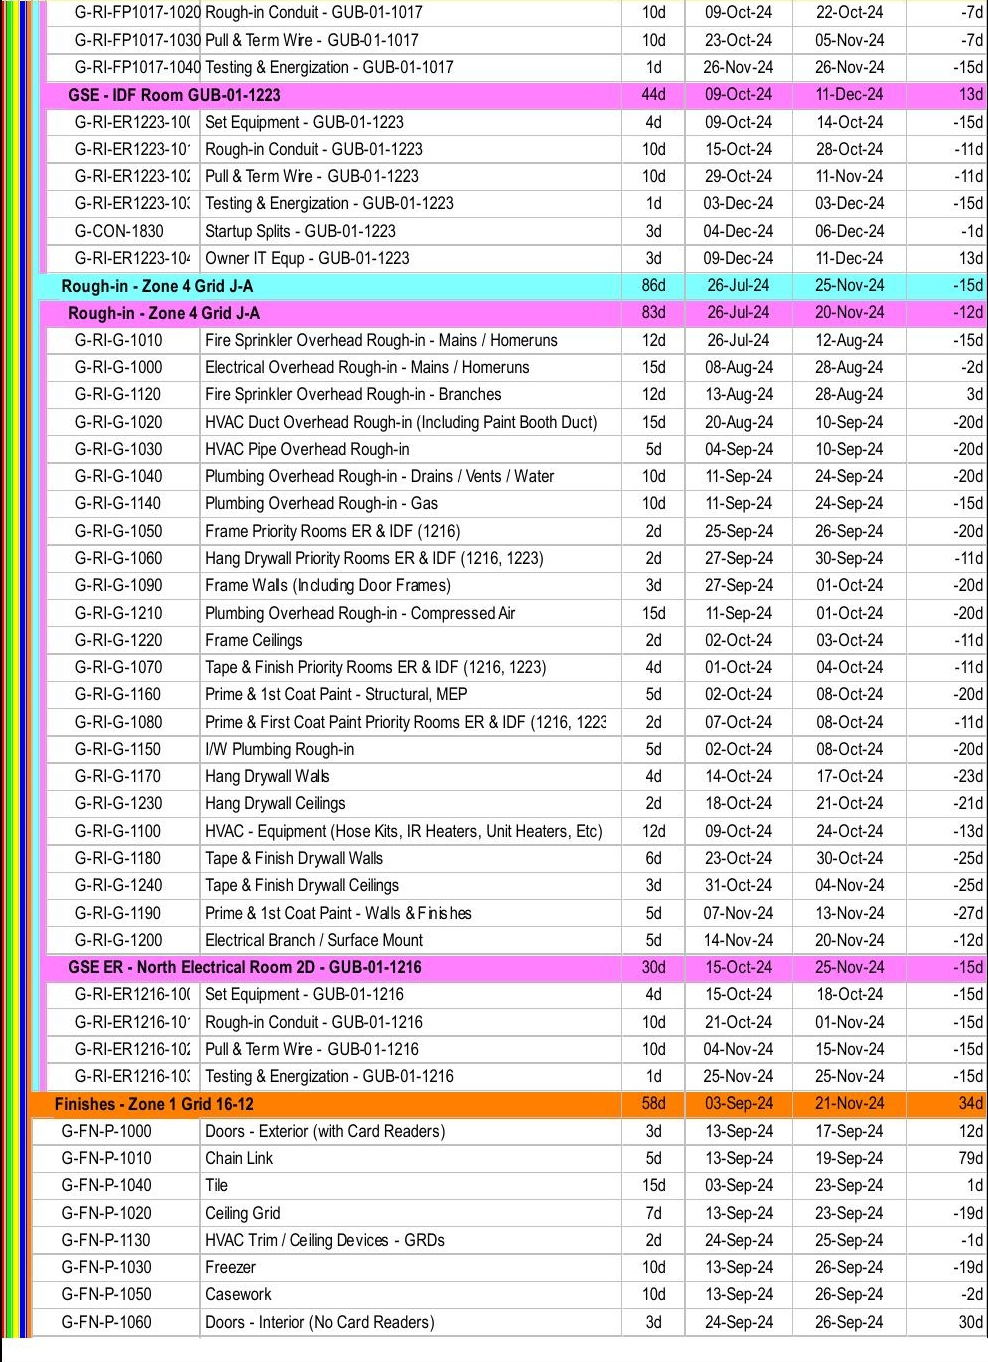 G-RI-FP1017-1020 Rough-in Conduit - GUB-01-1017 10d 09-Oct-24 22-Oct-24 -7d
G-RI-FP1017-1030 Pull & Term Wire - GUB-01-1017 10d 23-Oct-24 05-Nov-24 -7d
G-RI-FP1017-1040 Testing & Energization - GUB-01-1017 1d 26-Nov-24 26-Nov-24 -15d
GSE - IDF Room GUB-01-1223 44d 09-Oct-24 11-Dec-24 13d
G-RI-ER1223-10 Set Equipment - GUB-01-1223 4d 09-Oct-24 14-Oct-24 -15d
G-RI-ER1223-10 Rough-in Conduit - GUB-01-1223 10d 15-Oct-24 28-Oct-24 -11d
G-RI-ER1223-10 Pull & Term Wire - GUB-01-1223 10d 29-Oct-24 11-Nov-24 -11d
G-RI-ER1223-10 Testing & Energization - GUB-01-1223 1d 03-Dec-24 03-Dec-24 -15d
G-CON-1830 Startup Splits - GUB-01-1223 3d 04-Dec-24 06-Dec-24 -1d
G-RI-ER1223-10 Owner IT Equp - GUB-01-1223 3d 09-Dec-24 11-Dec-24 13d
Rough-in - Zone 4 Grid J-A 86d 26-Jul-24 25-Nov-24 -15d
Rough-in - Zone 4 Grid J-A 83d 26-Jul-24 20-Nov-24 -12d
G-RI-G-1010 Fire Sprinkler Overhead Rough-in - Mains / Homeruns 12d 26-Jul-24 12-Aug-24 -15d
G-RI-G-1000 Electrical Overhead Rough-in - Mains / Homeruns 15d 08-Aug-24 28-Aug-24 -2d
G-RI-G-1120 Fire Sprinkler Overhead Rough-in - Branches 12d 13-Aug-24 28-Aug-24 3d
G-RI-G-1020 HVAC Duct Overhead Rough-in (Including Paint Booth Duct) 15d 20-Aug-24 10-Sep-24 -20d
G-RI-G-1030 HVAC Pipe Overhead Rough-in 5d 04-Sep-24 10-Sep-24 -20d
G-RI-G-1040 Plumbing Overhead Rough-in - Drains / Vents / Water 10d 11-Sep-24 24-Sep-24 -20d
G-RI-G-1140 Plumbing Overhead Rough-in - Gas 10d 11-Sep-24 24-Sep-24 -15d
G-RI-G-1050 Frame Priority Rooms ER & IDF (1216) 2d 25-Sep-24 26-Sep-24 -20d
G-RI-G-1060 Hang Drywall Priority Rooms ER & IDF (1216, 1223) 2d 27-Sep-24 30-Sep-24 -11d
G-RI-G-1090 Frame Walls (Including Door Frames) 3d 27-Sep-24 01-Oct-24 -20d
G-RI-G-1210 Plumbing Overhead Rough-in - Compressed Air 15d 11-Sep-24 01-Oct-24 -20d
G-RI-G-1220 Frame Ceilings 2d 02-Oct-24 03-Oct-24 -11d
G-RI-G-1070 Tape & Finish Priority Rooms ER & IDF (1216, 1223) 4d 01-Oct-24 04-Oct-24 -11d
G-RI-G-1160 Prime & 1st Coat Paint - Structural, MEP 5d 02-Oct-24 08-Oct-24 -20d
G-RI-G-1080 Prime & First Coat Paint Priority Rooms ER & IDF (1216, 1223 2d 07-Oct-24 08-Oct-24 -11d
G-RI-G-1150 I/W Plumbing Rough-in 5d 02-Oct-24 08-Oct-24 -20d
G-RI-G-1170 Hang Drywall Walls 4d 14-Oct-24 17-Oct-24 -23d
G-RI-G-1230 Hang Drywall Ceilings 2d 18-Oct-24 21-Oct-24 -21d
G-RI-G-1100 HVAC - Equipment (Hose Kits, IR Heaters, Unit Heaters, Etc) 12d 09-Oct-24 24-Oct-24 -13d
G-RI-G-1180 Tape & Finish Drywall Walls 6d 23-Oct-24 30-Oct-24 -25d
G-RI-G-1240 Tape & Finish Drywall Ceilings 3d 31-Oct-24 04-Nov-24 -25d
G-RI-G-1190 Prime & 1st Coat Paint - Walls & Finishes 5d 07-Nov-24 13-Nov-24 -27d
G-RI-G-1200 Electrical Branch / Surface Mount 5d 14-Nov-24 20-Nov-24 -12d
GSE ER - North Electrical Room 2D - GUB-01-1216 30d 15-Oct-24 25-Nov-24 -15d
G-RI-ER1216-10 Set Equipment - GUB-01-1216 4d 15-Oct-24 18-Oct-24 -15d
G-RI-ER1216-10 Rough-in Conduit - GUB-01-1216 10d 21-Oct-24 01-Nov-24 -15d
G-RI-ER1216-10 Pull & Term Wire - GUB-01-1216 10d 04-Nov-24 15-Nov-24 -15d
G-RI-ER1216-10 Testing & Energization - GUB-01-1216 1d 25-Nov-24 25-Nov-24 -15d
Finishes - Zone 1 Grid 16-12 58d 03-Sep-24 21-Nov-24 34d
G-FN-P-1000 Doors - Exterior (with Card Readers) 3d 13-Sep-24 17-Sep-24 12d
G-FN-P-1010 Chain Link 5d 13-Sep-24 19-Sep-24 79d
G-FN-P-1040 Tile 15d 03-Sep-24 23-Sep-24 1d
G-FN-P-1020 Ceiling Grid 7d 13-Sep-24 23-Sep-24 -19d
G-FN-P-1130 HVAC Trim / Ceiling Devices - GRDs 2d 24-Sep-24 25-Sep-24 -1d
G-FN-P-1030 Freezer 10d 13-Sep-24 26-Sep-24 -19d
G-FN-P-1050 Casework 10d 13-Sep-24 26-Sep-24 -2d
G-FN-P-1060 Doors - Interior (No Card Readers) 3d 24-Sep-24 26-Sep-24 30d